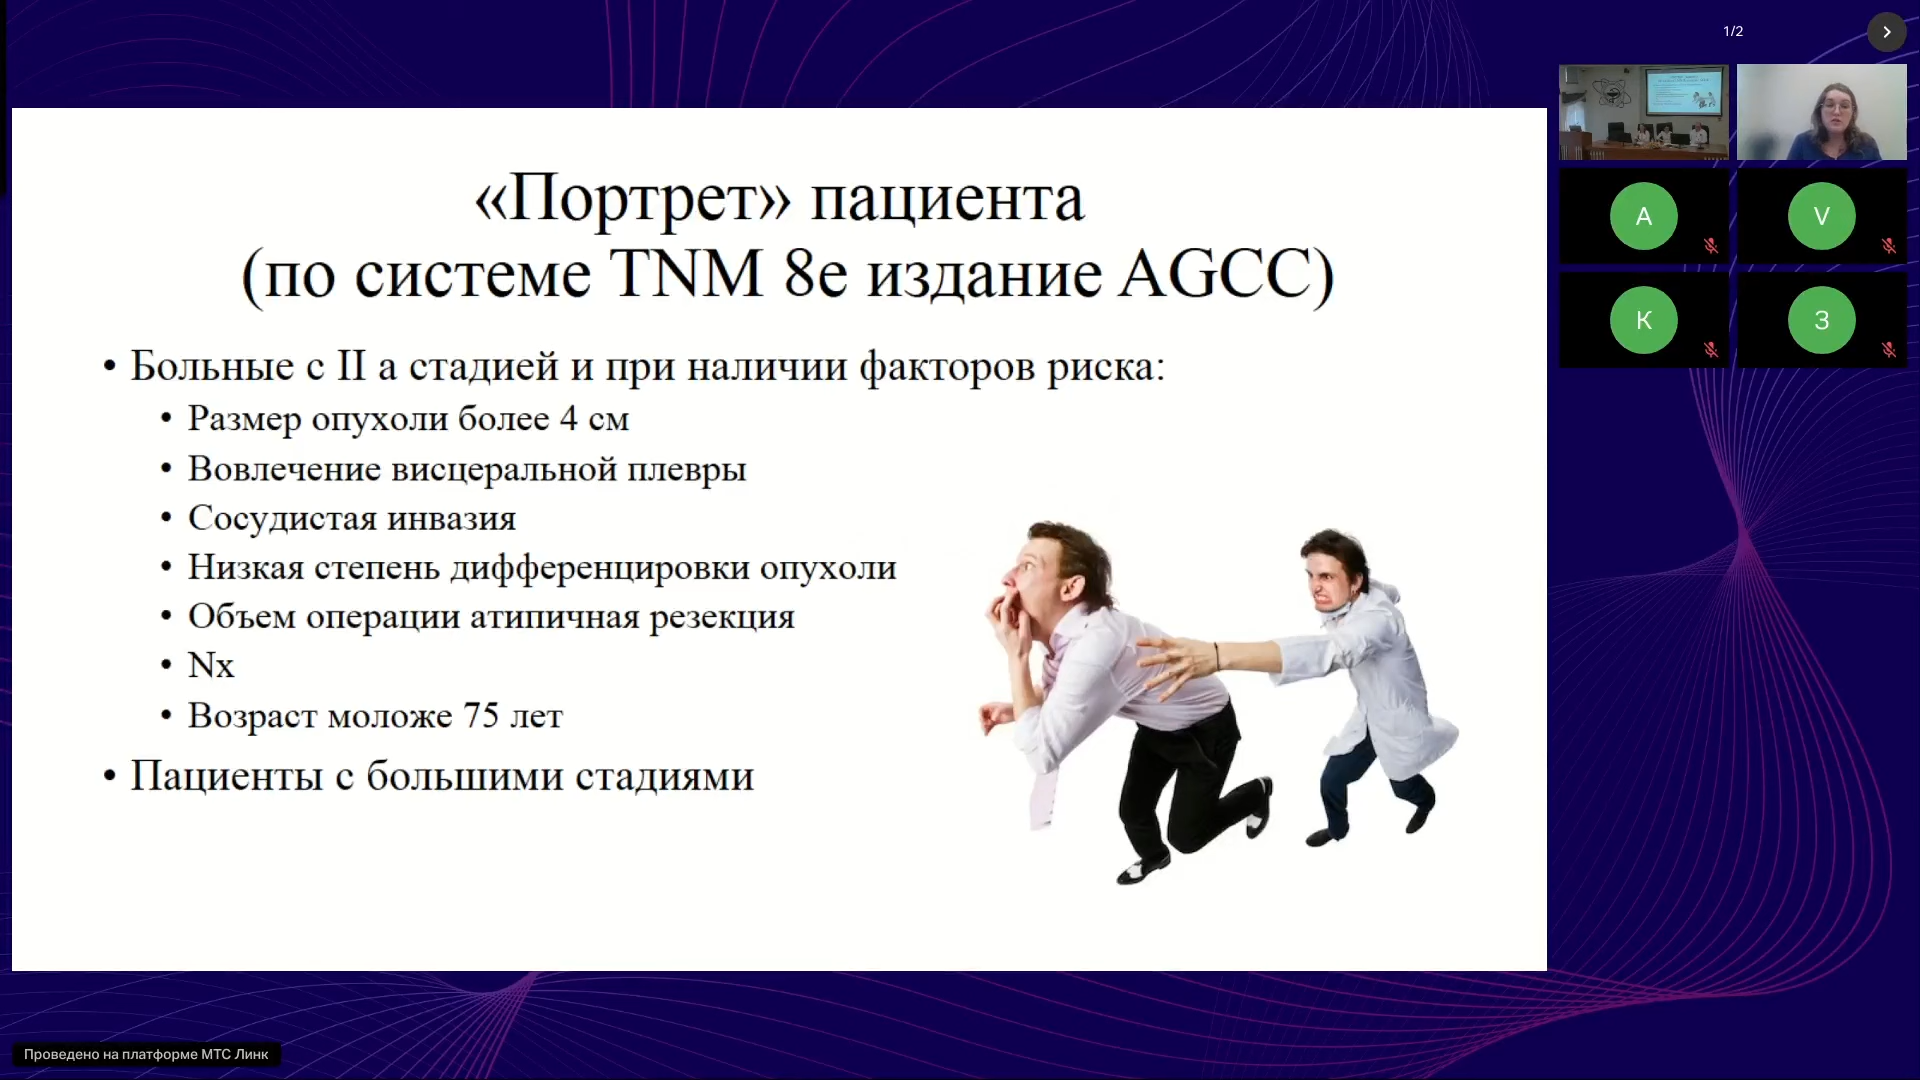 1/2
«Портрет» пациента
(по системе TNM 8е издание AGCC)
• Больные с II а стадией и при наличии факторов риска:
• Размер опухоли более 4 см
• Вовлечение висцеральной плевры
• Сосудистая инвазия
• Низкая степень дифференцировки опухоли
• Объем операции атипичная резекция
• Nx
• Возраст моложе 75 лет
• Пациенты с большими стадиями
A
V
К
З
Проведено на платформе МТС Линк